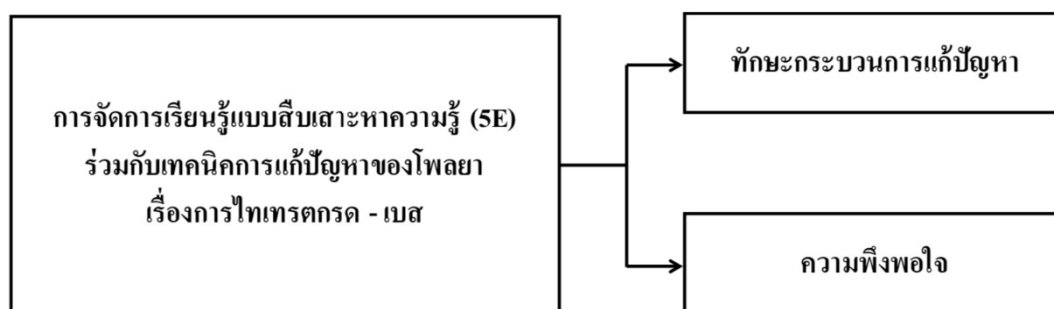 การจัดการเรียนรู้แบบสืบเสาะหาความรู้ (5E)
ร่วมกับเทคนิคการแก้ปัญหาของโพลยา
เรื่องการไทเทรตกรด - เบส
ทักษะกระบวนการแก้ปัญหา
ความพึงพอใจ